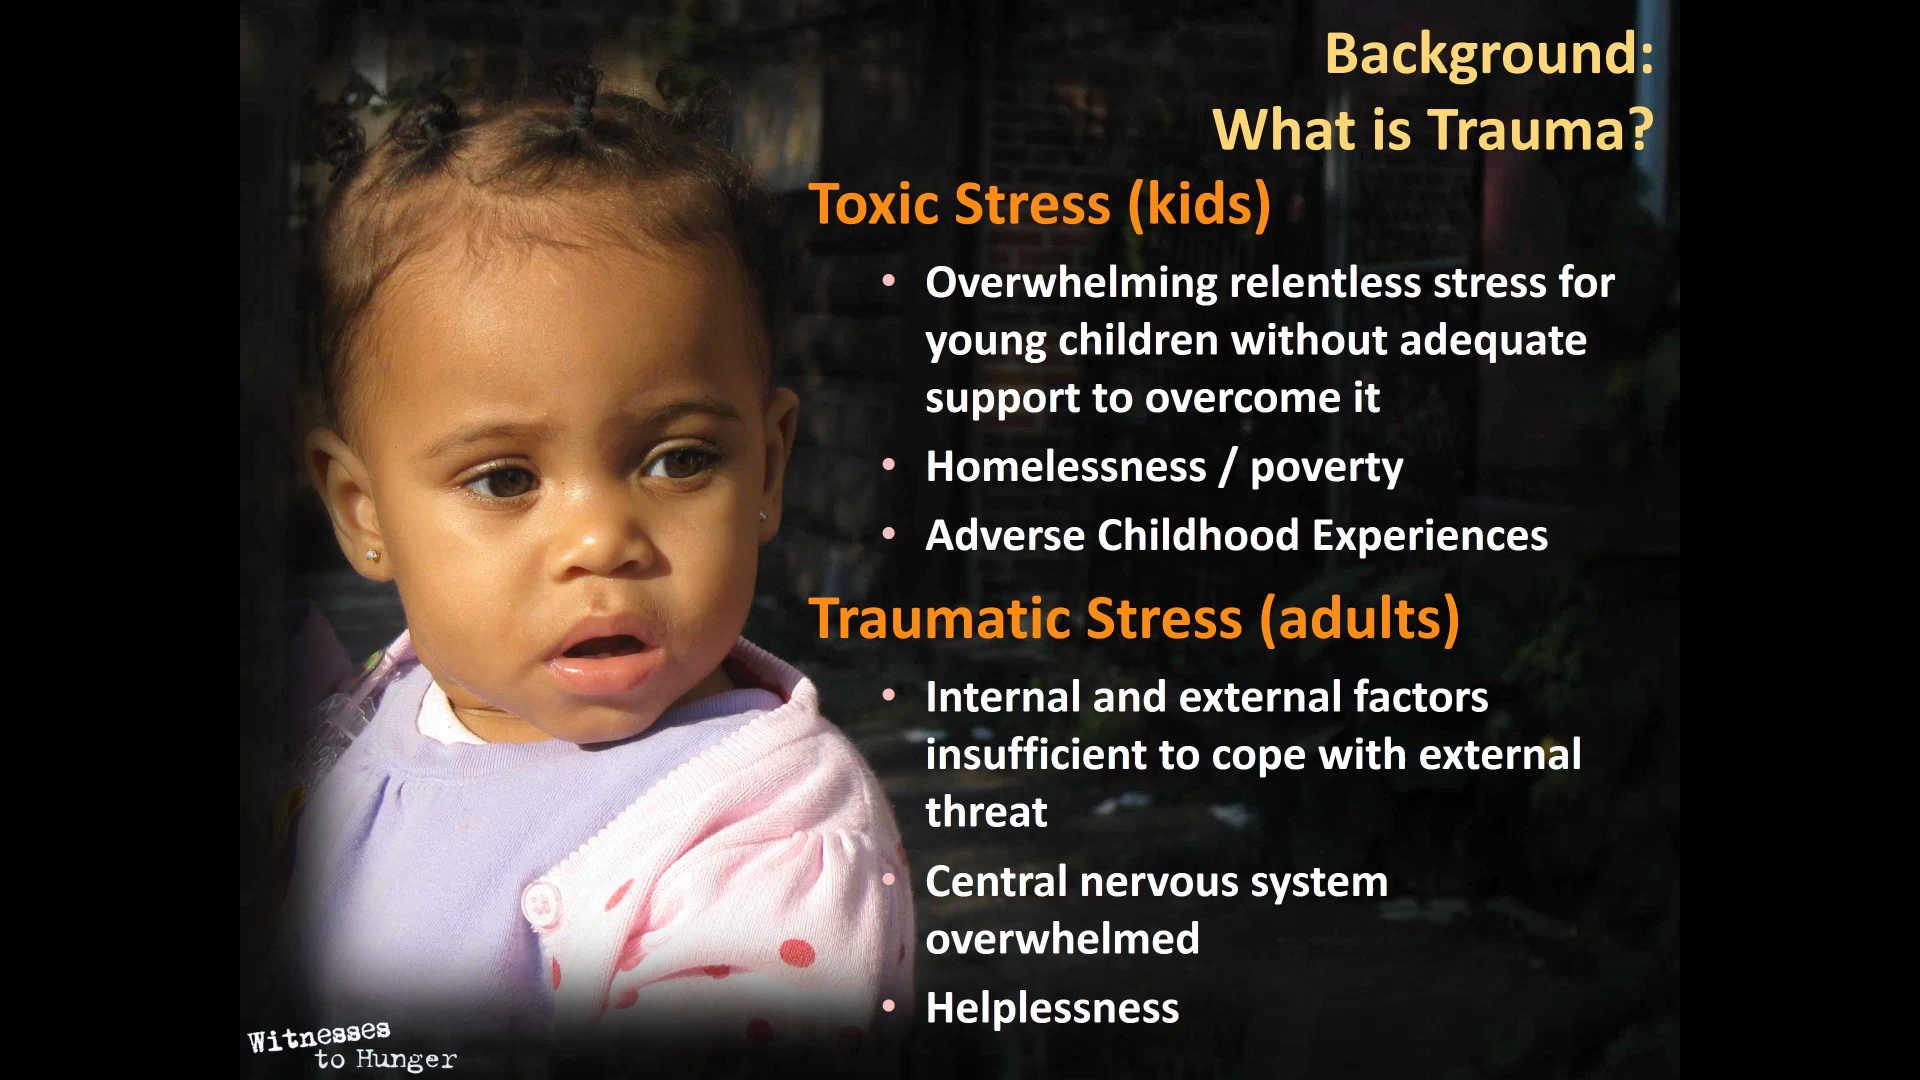 Background:
What is Trauma?
Toxic Stress (kids)
• Overwhelming relentless stress for
young children without adequate
support to overcome it
• Homelessness / poverty
• Adverse Childhood Experiences
Traumatic Stress (adults)
• Internal and external factors
insufficient to cope with external
threat
• Central nervous system
overwhelmed
• Helplessness
Witnesses
to Hunger